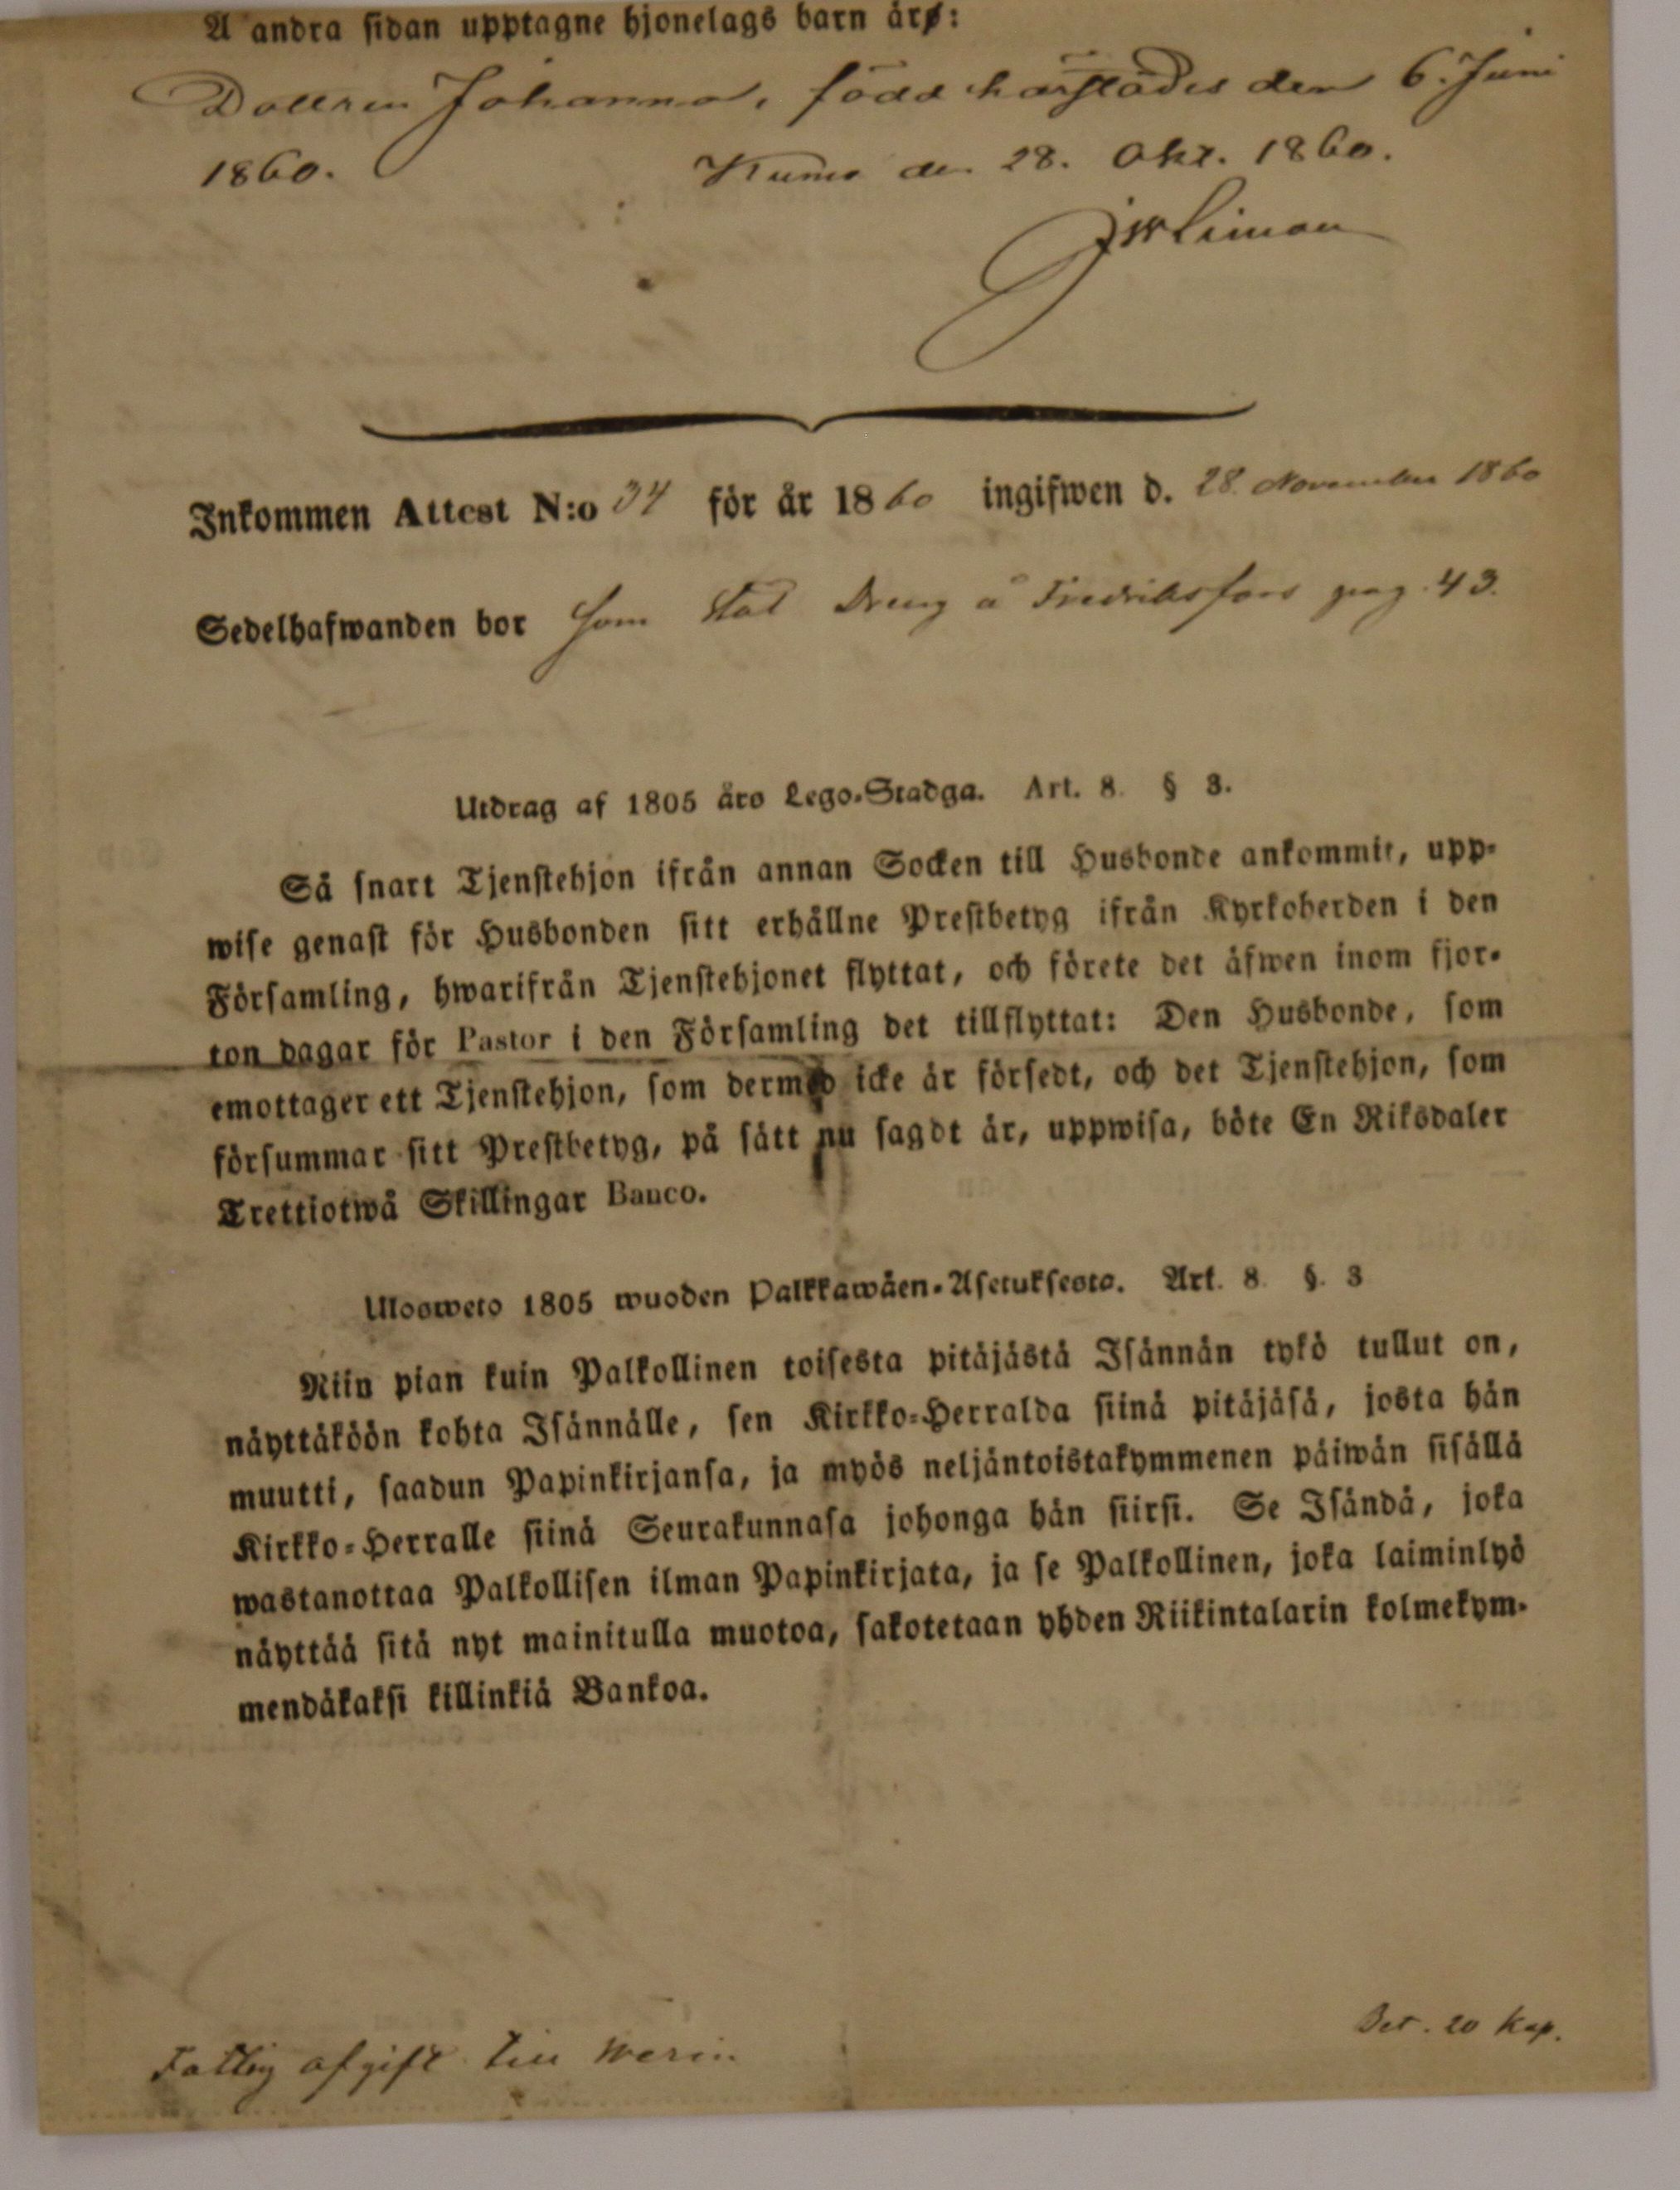 Å andra sidan upptagne hjonelags barn äro:
Dottren Johanna, född härstädes den 6. Juni
1860. Kumo den 28. Okt. 1860.
Inkommen Attest N:o 34 för år 1860 ingifwen d. 28. November 1860
Sedelhafwanden bor som Stat Dreng å Fredriksfors pag. 43.
Utdrag af 1805 års Lego-Stadga. Art. 8. § 3.
Så snart Tjenstehjon ifrån annan Socken till Husbonde ankommit, upp-
wise genast för Husbonden sitt erhållne Prestbetyg ifrån Kyrkoherden i den
Församling, hwarifrån Tjenstehjonet flyttat, och förete det äfwen inom fjor-
ton dagar för Pastor i den Församling det tillflyttat: Den Husbonde, som
emottager ett Tjenstehjon, som dermed icke är försedt, och det Tjenstehjon, som
försummar sitt Prestbetyg, på sätt nu sagdt är, uppwisa, böte En Riksdaler
Trettiotwå Skillingar Banco.
Ulosweto 1805 wuoden Palkkawäen-Asetuksesta. Art. 8. §. 3
Niin pian kuin Palkollinen toisesta pitäjästä Isännän tykö tullut on,
näyttäköön kohta Isännälle, sen Kirkko-Herralda siinä pitäjäsä, josta hän
muutti, saadun Papinkirjansa, ja myös neljäntoistakymmenen päiwän sisällä
Kirkko-Herralle siinä Seurakunnasa johonga hän siirsi. Se Isändä, joka
wastanottaa Palkollisen ilman Papinkirjata, ja se Palkollinen, joka laiminlyö
näyttää sitä nyt mainitulla muotoa, sakotetaan yhden Riikintalarin kolmekym-
mendäkaksi killinkiä Bankoa.
Bet. 20 Kop.
Fattig afgift till